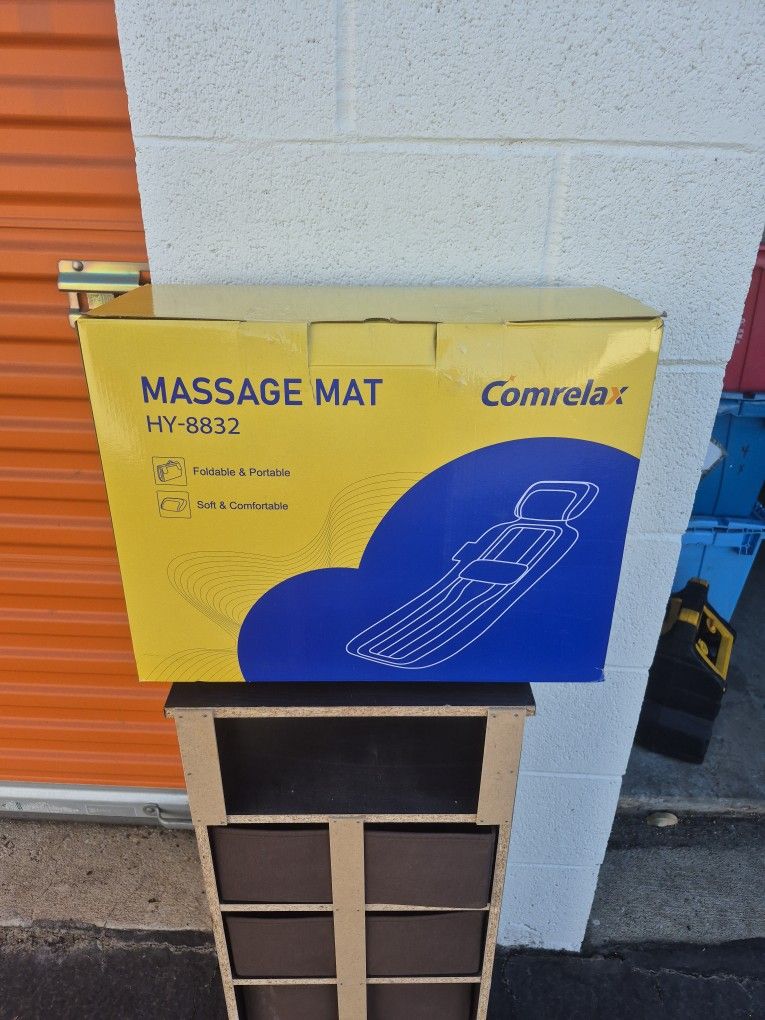 MASSAGE MAT
HY-8832
Comrelax
Foldable & Portable
Soft & Comfortable